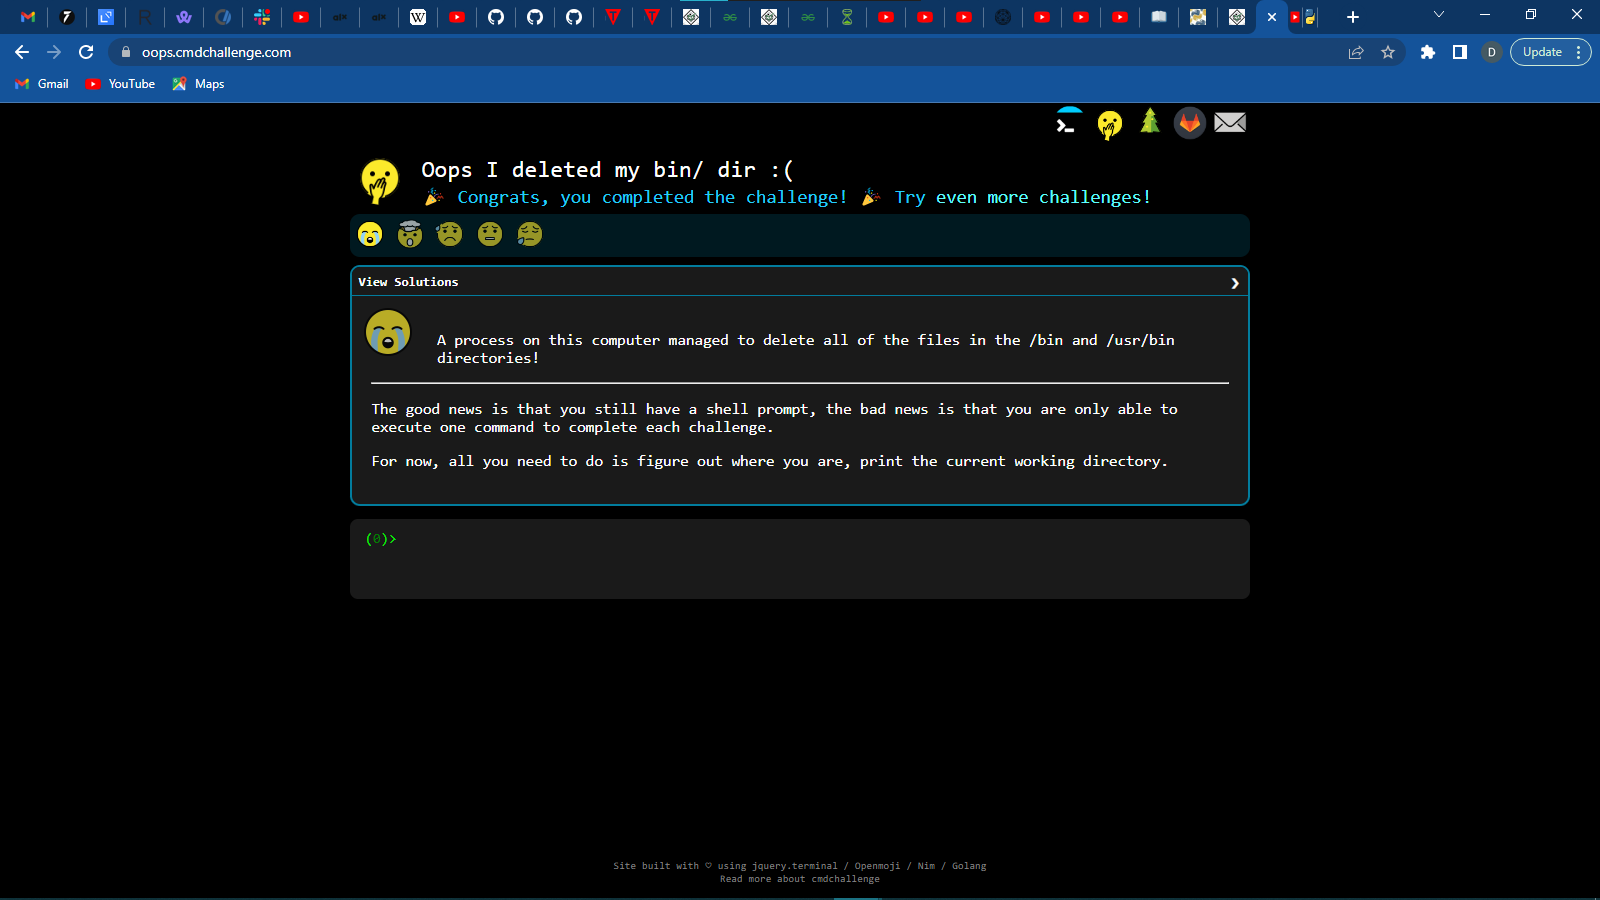 oops.cmdchallenge.com
D
Update
Gmail
YouTube
Maps
Oops I deleted my bin/ dir :(
Congrats, you completed the challenge! Try even more challenges!
View Solutions
A process on this computer managed to delete all of the files in the /bin and /usr/bin
directories!
The good news is that you still have a shell prompt, the bad news is that you are only able to
execute one command to complete each challenge.
For now, all you need to do is figure out where you are, print the current working directory.
(0)>
Site built with ♡ using jquery.terminal / Openmoji / Nim / Golang
Read more about cmdchallenge